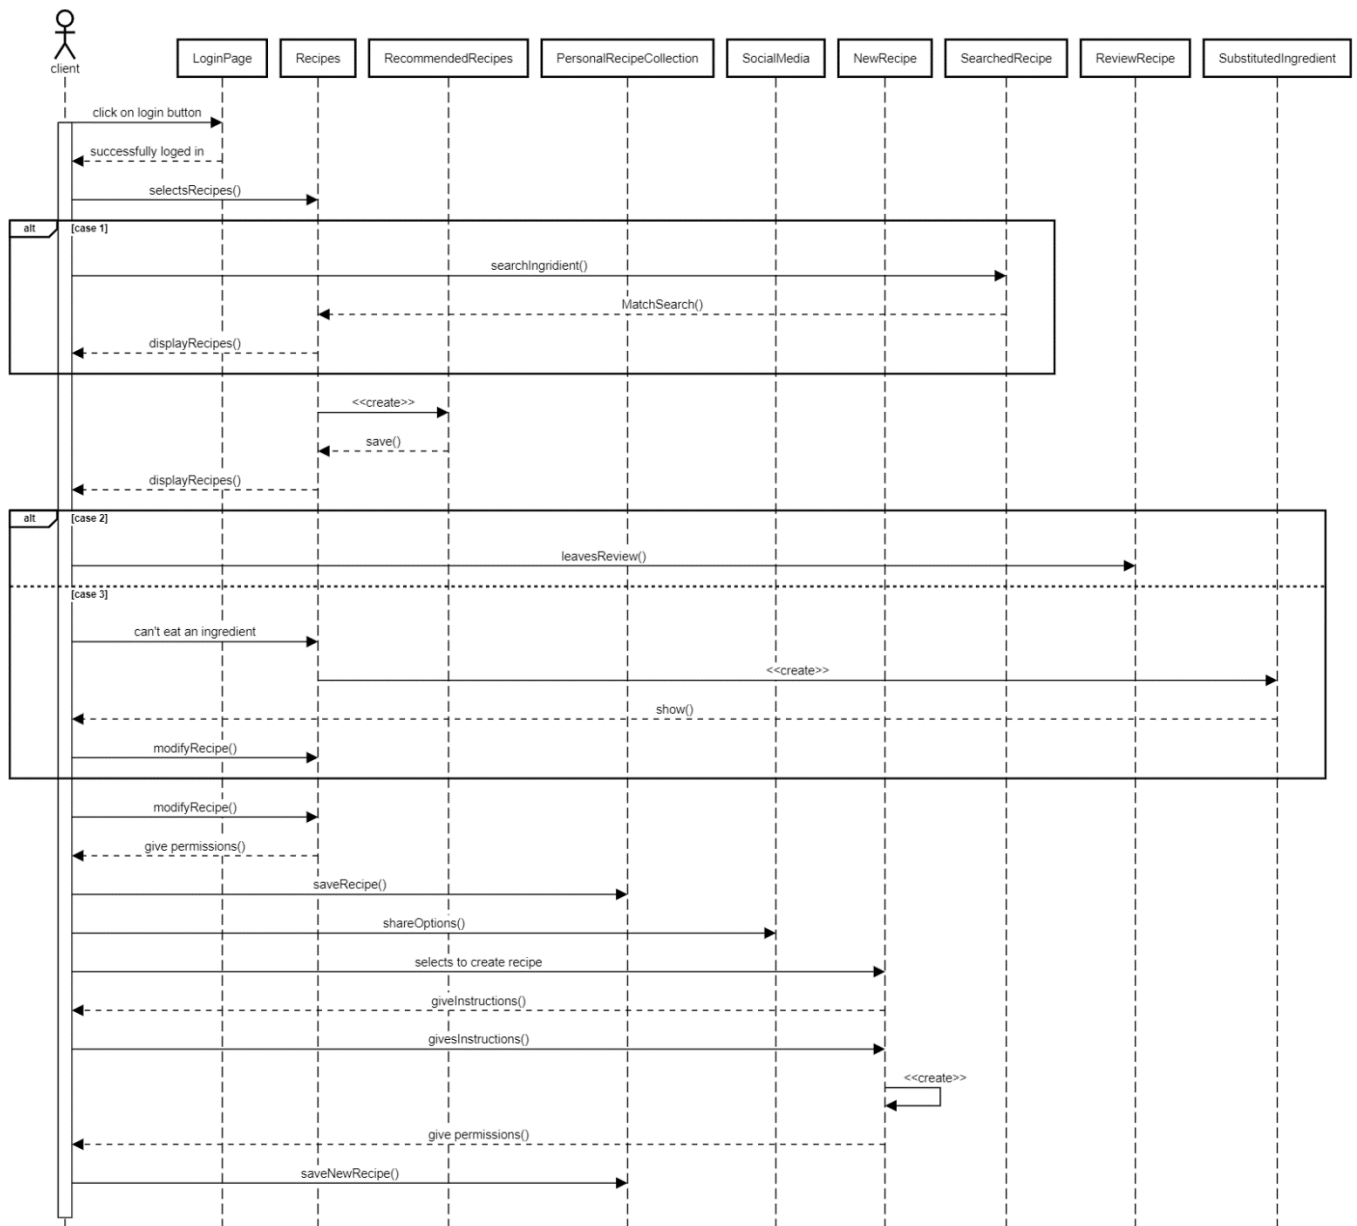 client
LoginPage
Recipes
RecommendedRecipes
PersonalRecipeCollection
SocialMedia
NewRecipe
SearchedRecipe
ReviewRecipe
SubstitutedIngredient
click on login button
successfully loged in
selectsRecipes()
alt
[case 1]
searchIngridient()
MatchSearch()
displayRecipes()
<<create>>
save()
displayRecipes()
alt
[case 2]
leavesReview()
[case 3]
can't eat an ingredient
<<create>>
show()
modifyRecipe()
modifyRecipe()
give permissions()
saveRecipe()
shareOptions()
selects to create recipe
giveInstructions()
givesInstructions()
<<create>>
give permissions()
saveNewRecipe()